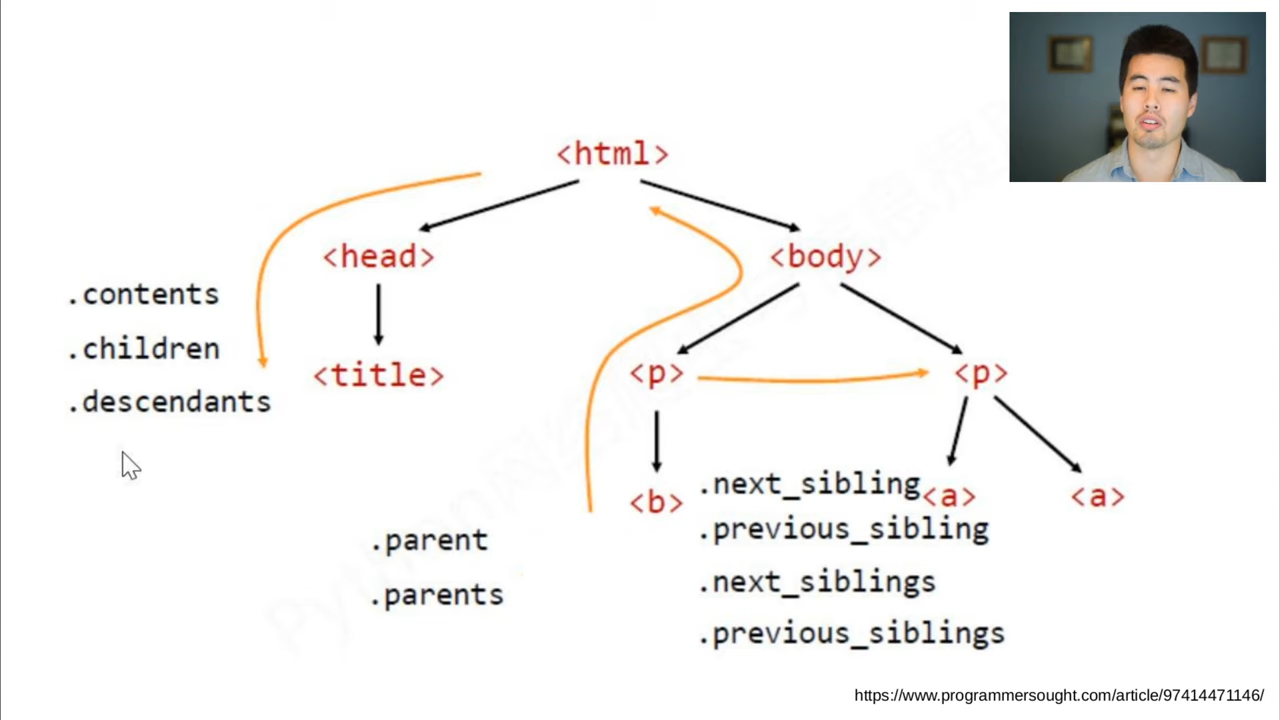 <html>
<head>
<body>
.contents
.children
.descendants
<title>
<p>
<p>
<b>
.next_sibling
<a>
<a>
.previous_sibling
.parent
.next_siblings
.parents
.previous_siblings
https://www.programmersought.com/article/97414471146/